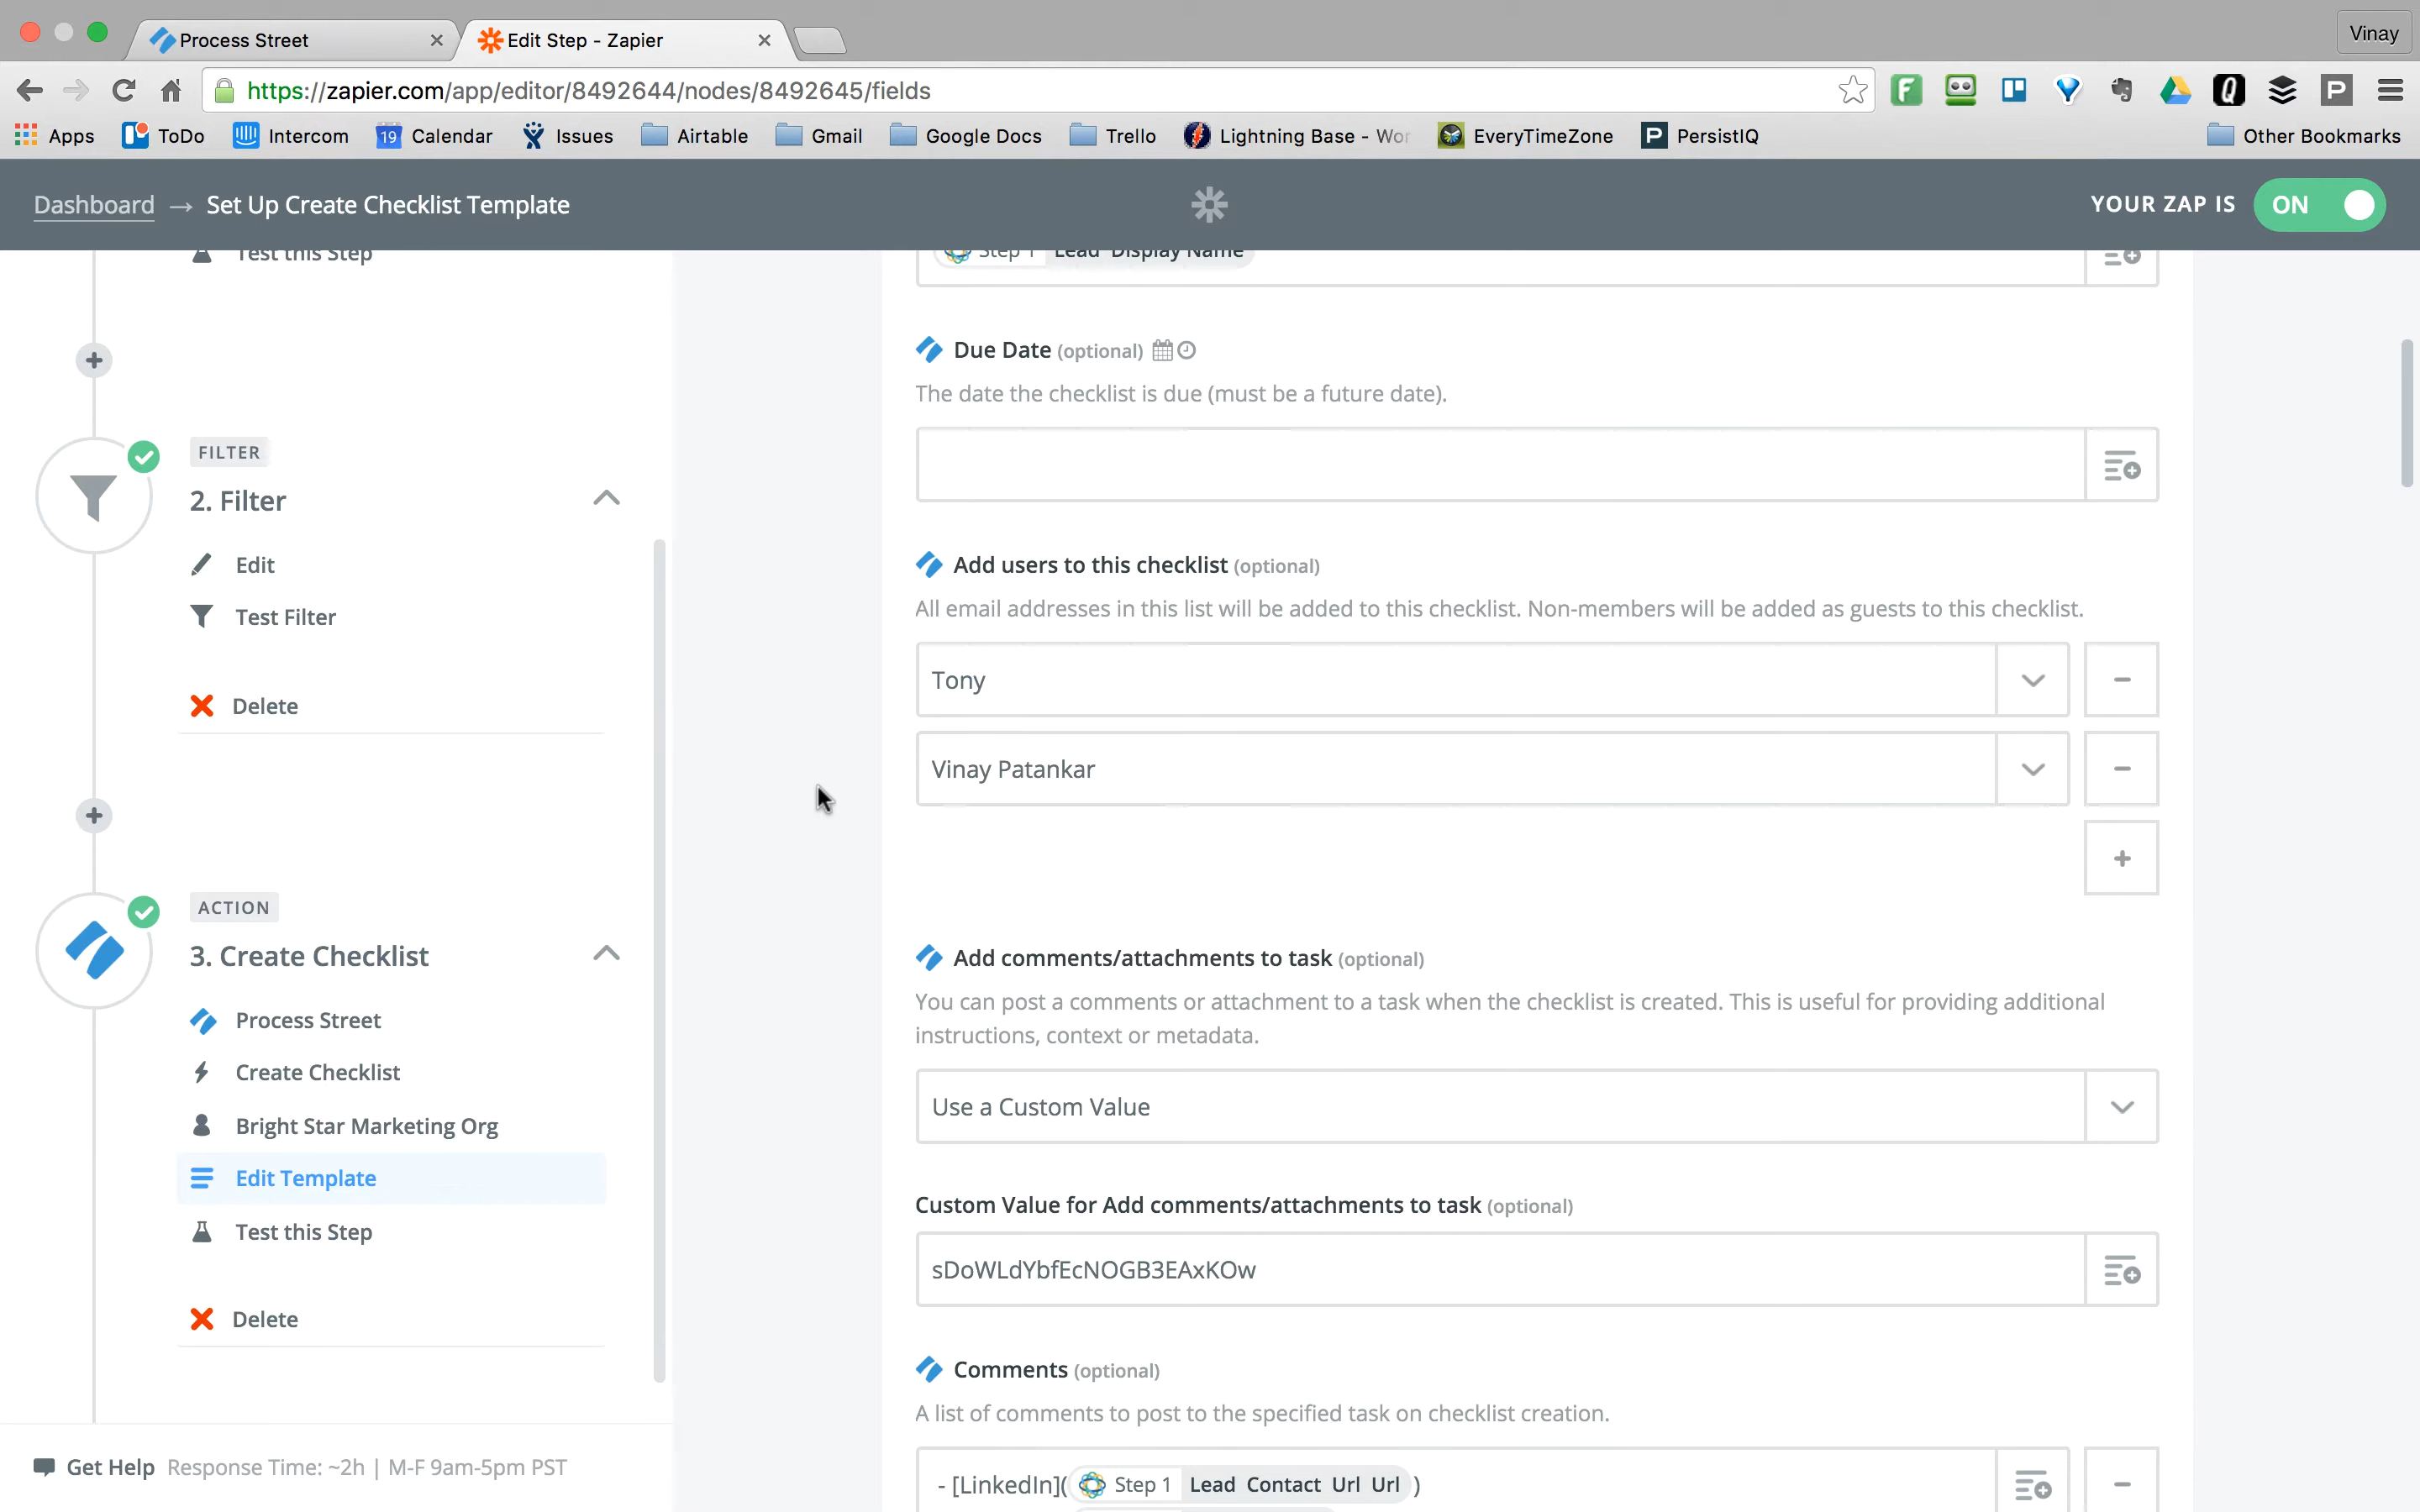 Process Street
Edit Step - Zapier
Vinay
https://zapier.com/app/editor/8492644/nodes/8492645/fields
Apps
ToDo
Intercom
19 Calendar
Issues
Airtable
Gmail
Google Docs
Trello
Lightning Base - Wor
EveryTimeZone
P PersistIQ
Other Bookmarks
Dashboard → Set Up Create Checklist Template
YOUR ZAP IS ON
Test this Step
FILTER
2. Filter
Edit
Test Filter
Delete
ACTION
3. Create Checklist
Process Street
Create Checklist
Bright Star Marketing Org
Edit Template
Test this Step
Delete
Get Help Response Time: ~2h | M-F 9am-5pm PST
Step 1 Lead Display Name
Due Date (optional)
The date the checklist is due (must be a future date).
Add users to this checklist (optional)
All email addresses in this list will be added to this checklist. Non-members will be added as guests to this checklist.
Tony
Vinay Patankar
Add comments/attachments to task (optional)
You can post a comments or attachment to a task when the checklist is created. This is useful for providing additional
instructions, context or metadata.
Use a Custom Value
Custom Value for Add comments/attachments to task (optional)
sDoWLdYbfEcNOGB3EAxKOw
Comments (optional)
A list of comments to post to the specified task on checklist creation.
- [LinkedIn]( Step 1 Lead Contact Url Url )